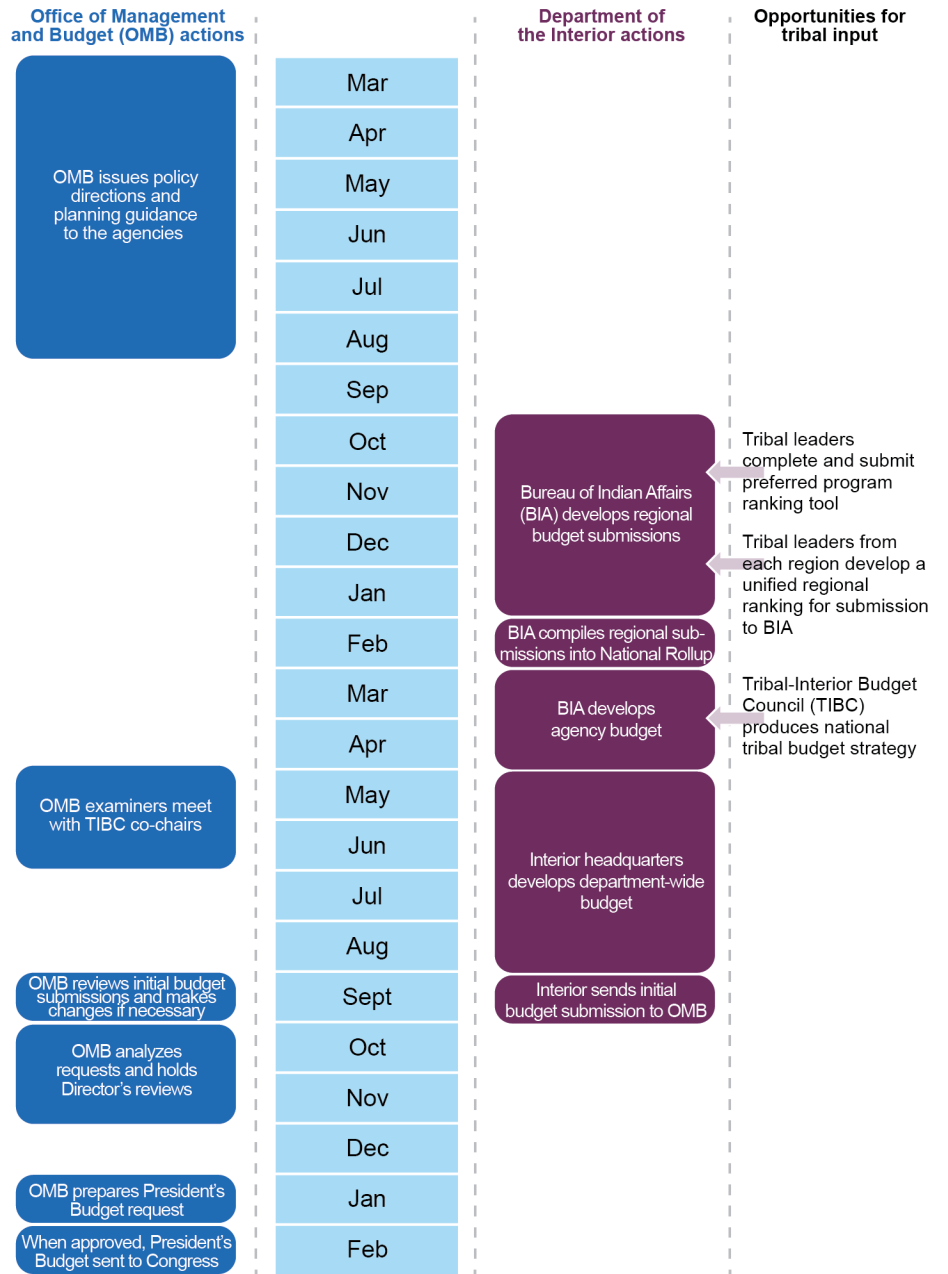 Office of Management
and Budget (OMB) actions
Department of
the Interior actions
Opportunities for
tribal input
OMB issues policy
directions and
planning guidance
to the agencies
Mar
Apr
May
Jun
Jul
Aug
Sep
Oct
Nov
Dec
Jan
Feb
Mar
Apr
May
Jun
Jul
Aug
Sept
Oct
Nov
Dec
Jan
Feb
Bureau of Indian Affairs
(BIA) develops regional
budget submissions
Tribal leaders
complete and submit
preferred program
ranking tool
Tribal leaders from
each region develop a
unified regional
ranking for submission
to BIA
BIA compiles regional sub-
missions into National Rollup
BIA develops
agency budget
Tribal-Interior Budget
Council (TIBC)
produces national
tribal budget strategy
OMB examiners meet
with TIBC co-chairs
Interior headquarters
develops department-wide
budget
OMB reviews initial budget
submissions and makes
changes if necessary
Interior sends initial
budget submission to OMB
OMB analyzes
requests and holds
Director’s reviews
OMB prepares President’s
Budget request
When approved, President’s
Budget sent to Congress